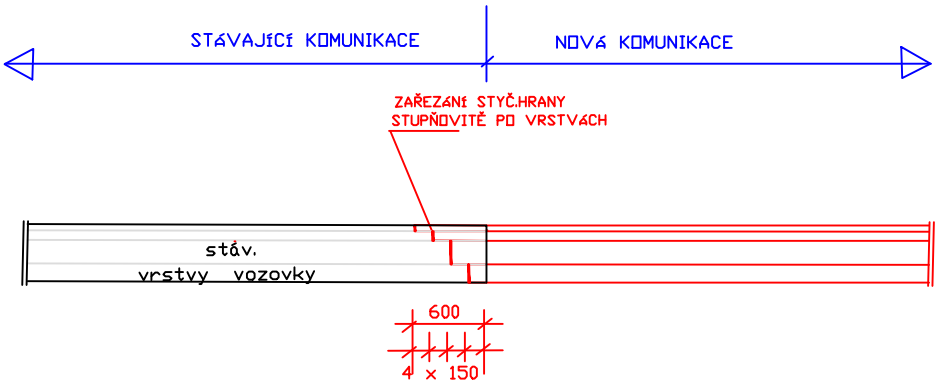 STÁVAJÍCÍ KOMUNIKACE
NOVÁ KOMUNIKACE
ZAŘEZÁNÍ STYČ.HRANY
STUPŇOVITĚ PO VRSTVÁCH
stáv.
vrstvy vozovky
600
4 x 150